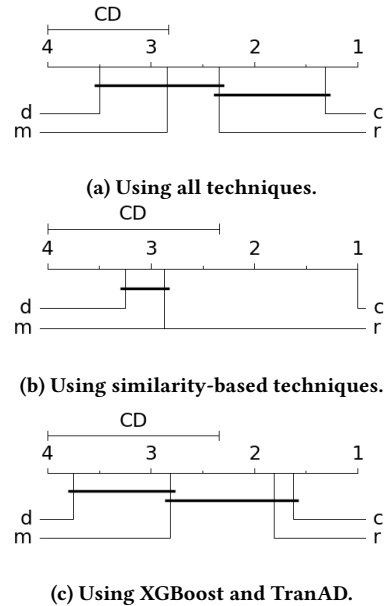 CD
4 3 2 1
d c
m r
(a) Using all techniques.
CD
4 3 2 1
d c
m r
(b) Using similarity-based techniques.
CD
4 3 2 1
d c
m r
(c) Using XGBoost and TranAD.